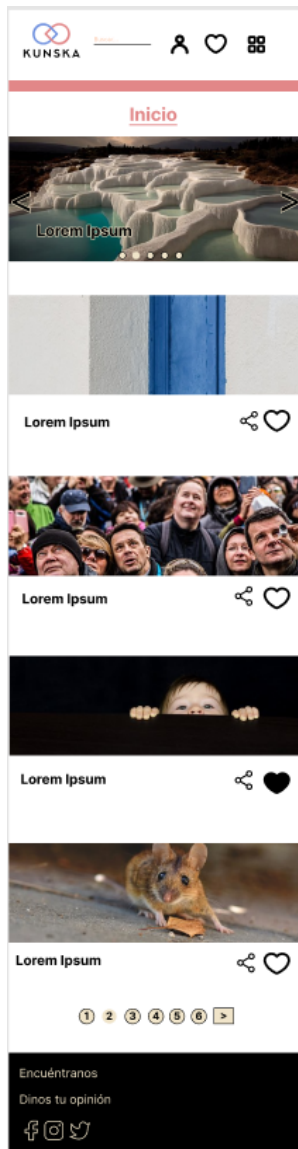 KUNSKA
Inicio
< >
Lorem Ipsum
Lorem Ipsum
Lorem Ipsum
Lorem Ipsum
Lorem Ipsum
1 2 3 4 5 6 >
Encuéntranos
Dinos tu opinión